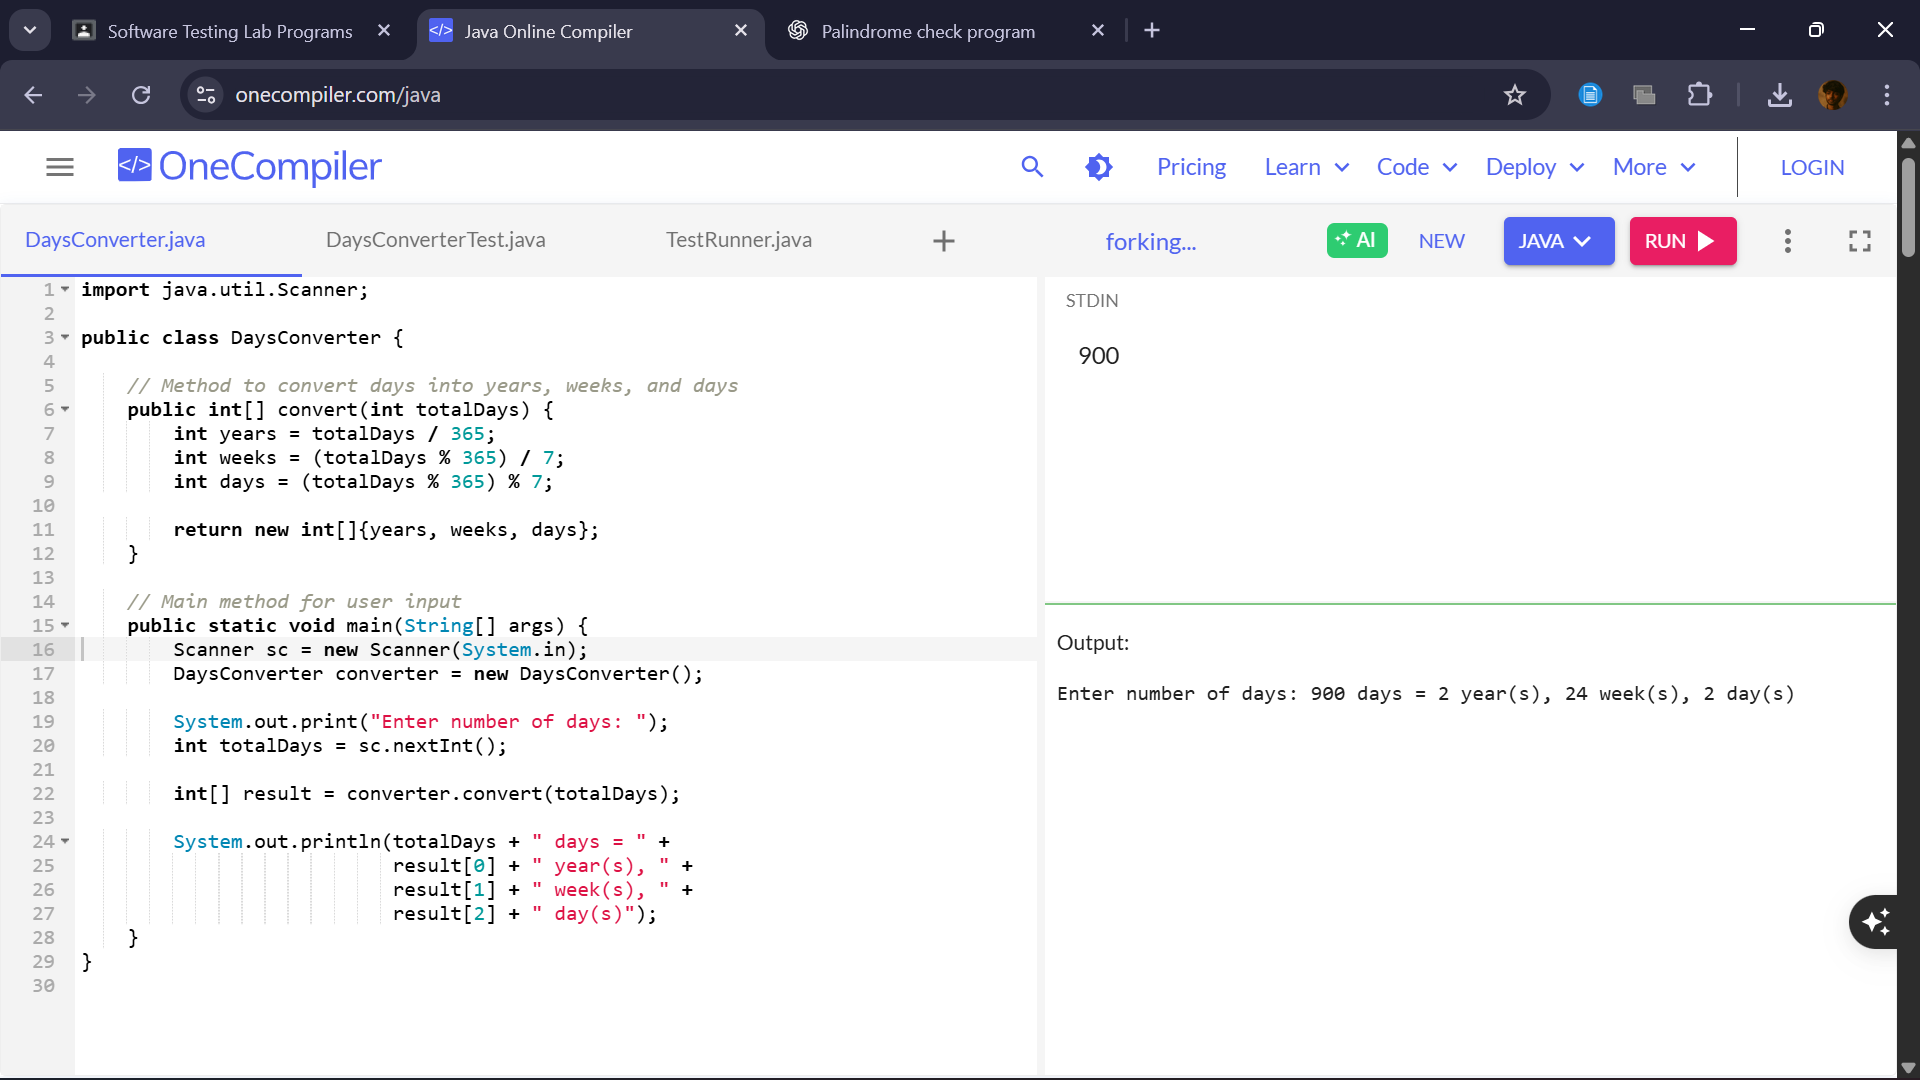 Software Testing Lab Programs
Java Online Compiler
Palindrome check program
onecompiler.com/java
</> OneCompiler
Pricing
Learn
Code
Deploy
More
LOGIN
DaysConverter.java
DaysConverterTest.java
TestRunner.java
forking...
AI
NEW
JAVA
RUN
1 import java.util.Scanner;
2
3 public class DaysConverter {
4
5     // Method to convert days into years, weeks, and days
6     public int[] convert(int totalDays) {
7         int years = totalDays / 365;
8         int weeks = (totalDays % 365) / 7;
9         int days = (totalDays % 365) % 7;
10
11         return new int[]{years, weeks, days};
12     }
13
14     // Main method for user input
15     public static void main(String[] args) {
16         Scanner sc = new Scanner(System.in);
17         DaysConverter converter = new DaysConverter();
18
19         System.out.print("Enter number of days: ");
20         int totalDays = sc.nextInt();
21
22         int[] result = converter.convert(totalDays);
23
24         System.out.println(totalDays + " days = " +
25                            result[0] + " year(s), " +
26                            result[1] + " week(s), " +
27                            result[2] + " day(s)");
28     }
29 }
30
STDIN
900
Output:
Enter number of days: 900 days = 2 year(s), 24 week(s), 2 day(s)